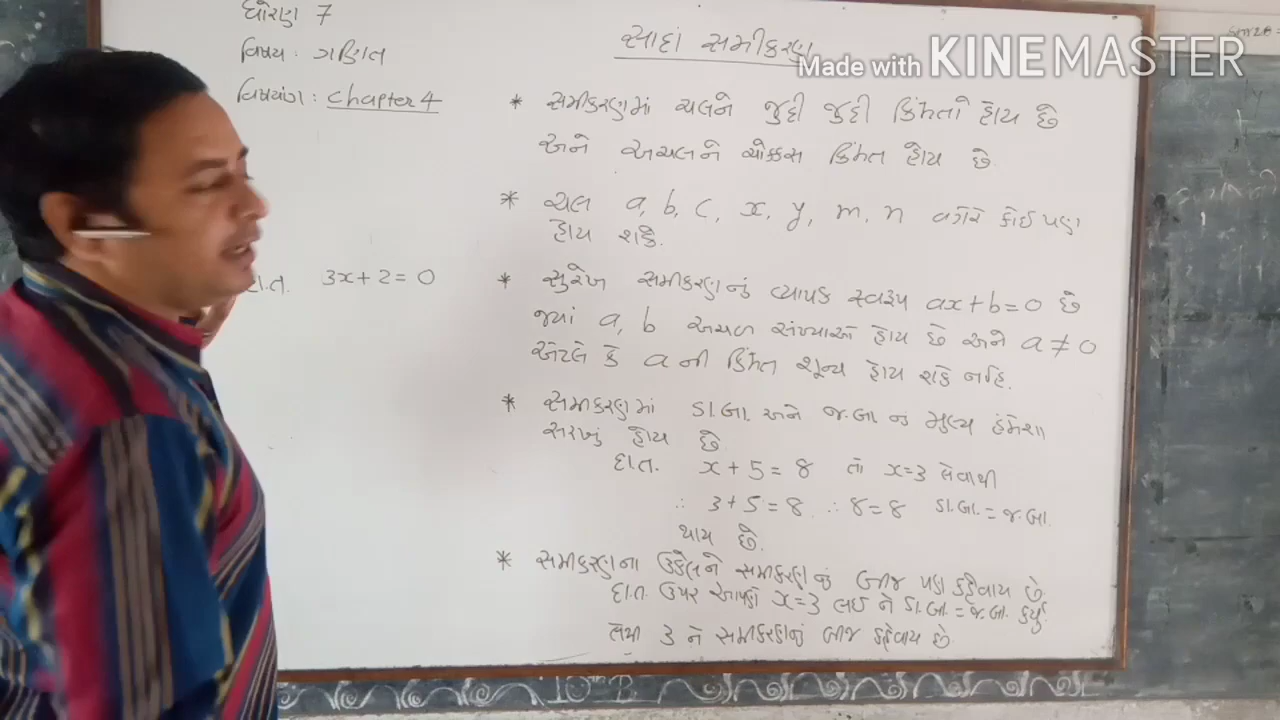 ધોરણ 7
વિષય : ગણિત
વિષયાંગ : Chapter 4
સાદા સમીકરણ
Made with KINEMASTER
* સમીકરણમાં ચલને જુદી જુદી કિંમતો હોય છે
અને અચલને ચોક્કસ કિંમત હોય છે.
* ચલ a, b, c, x, y, m, n વગેરે કોઈ પણ
હોય શકે.
દા.ત. 3x + 2 = 0
* સુરેખ સમીકરણનું વ્યાપક સ્વરૂપ ax + b = 0 છે
જ્યાં a, b અચળ સંખ્યાઓ હોય છે અને a ≠ 0
એટલે કે a ની કિંમત શૂન્ય હોય શકે નહિ.
* સમીકરણમાં ડા.બા. અને જ.બા નું મુલ્ય હંમેશા
સરખું હોય છે
દા.ત. x + 5 = 8 તો x = 3 લેવાથી
∴ 3 + 5 = 8 ∴ 8 = 8 ડા.બા. = જ.બા.
થાય છે.
* સમીકરણના ઉકેલને સમીકરણનું બીજ પણ કહેવાય છે.
દા.ત. ઉપર આપણે x = 3 લઈ ને ડા.બા. = જ.બા. કર્યું
તેથી 3 ને સમીકરણનું બીજ કહેવાય છે.
10th B